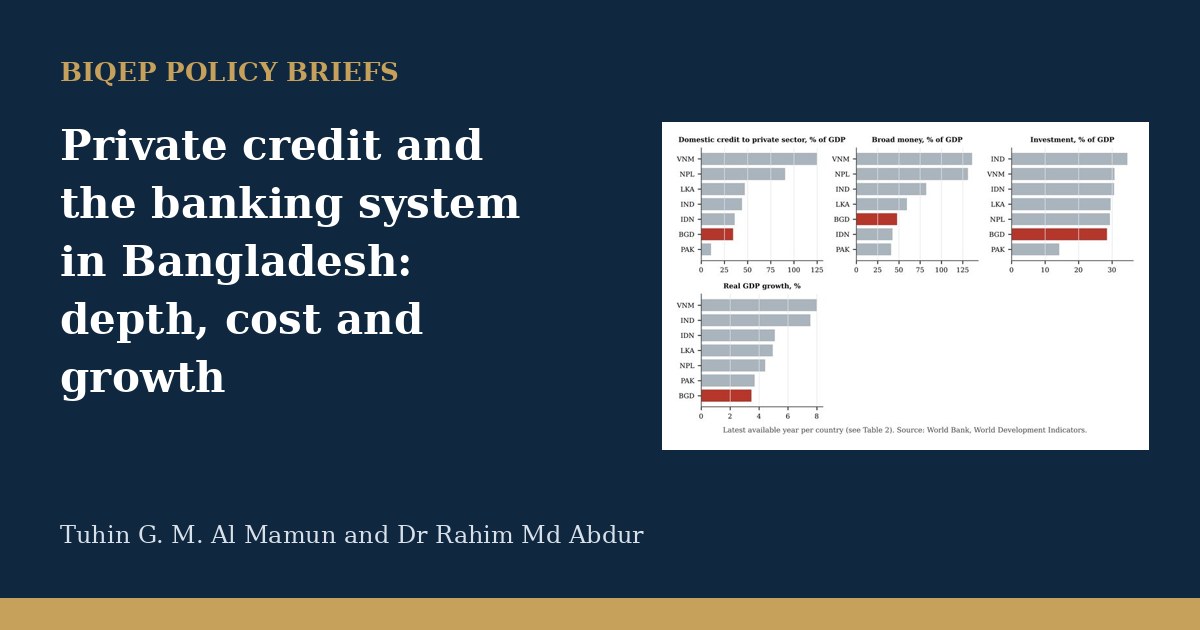 BIQEP POLICY BRIEFS
Private credit and
the banking system
in Bangladesh:
depth, cost and
growth
Domestic credit to private sector, % of GDP
VNM
NPL
LKA
IND
IDN
BGD
PAK
0 25 50 75 100 125
Broad money, % of GDP
VNM
NPL
IND
LKA
BGD
IDN
PAK
0 25 50 75 100 125
Investment, % of GDP
IND
VNM
IDN
LKA
NPL
BGD
PAK
0 10 20 30
Real GDP growth, %
VNM
IND
IDN
LKA
NPL
PAK
BGD
0 2 4 6 8
Latest available year per country (see Table 2). Source: World Bank, World Development Indicators.
Tuhin G. M. Al Mamun and Dr Rahim Md Abdur